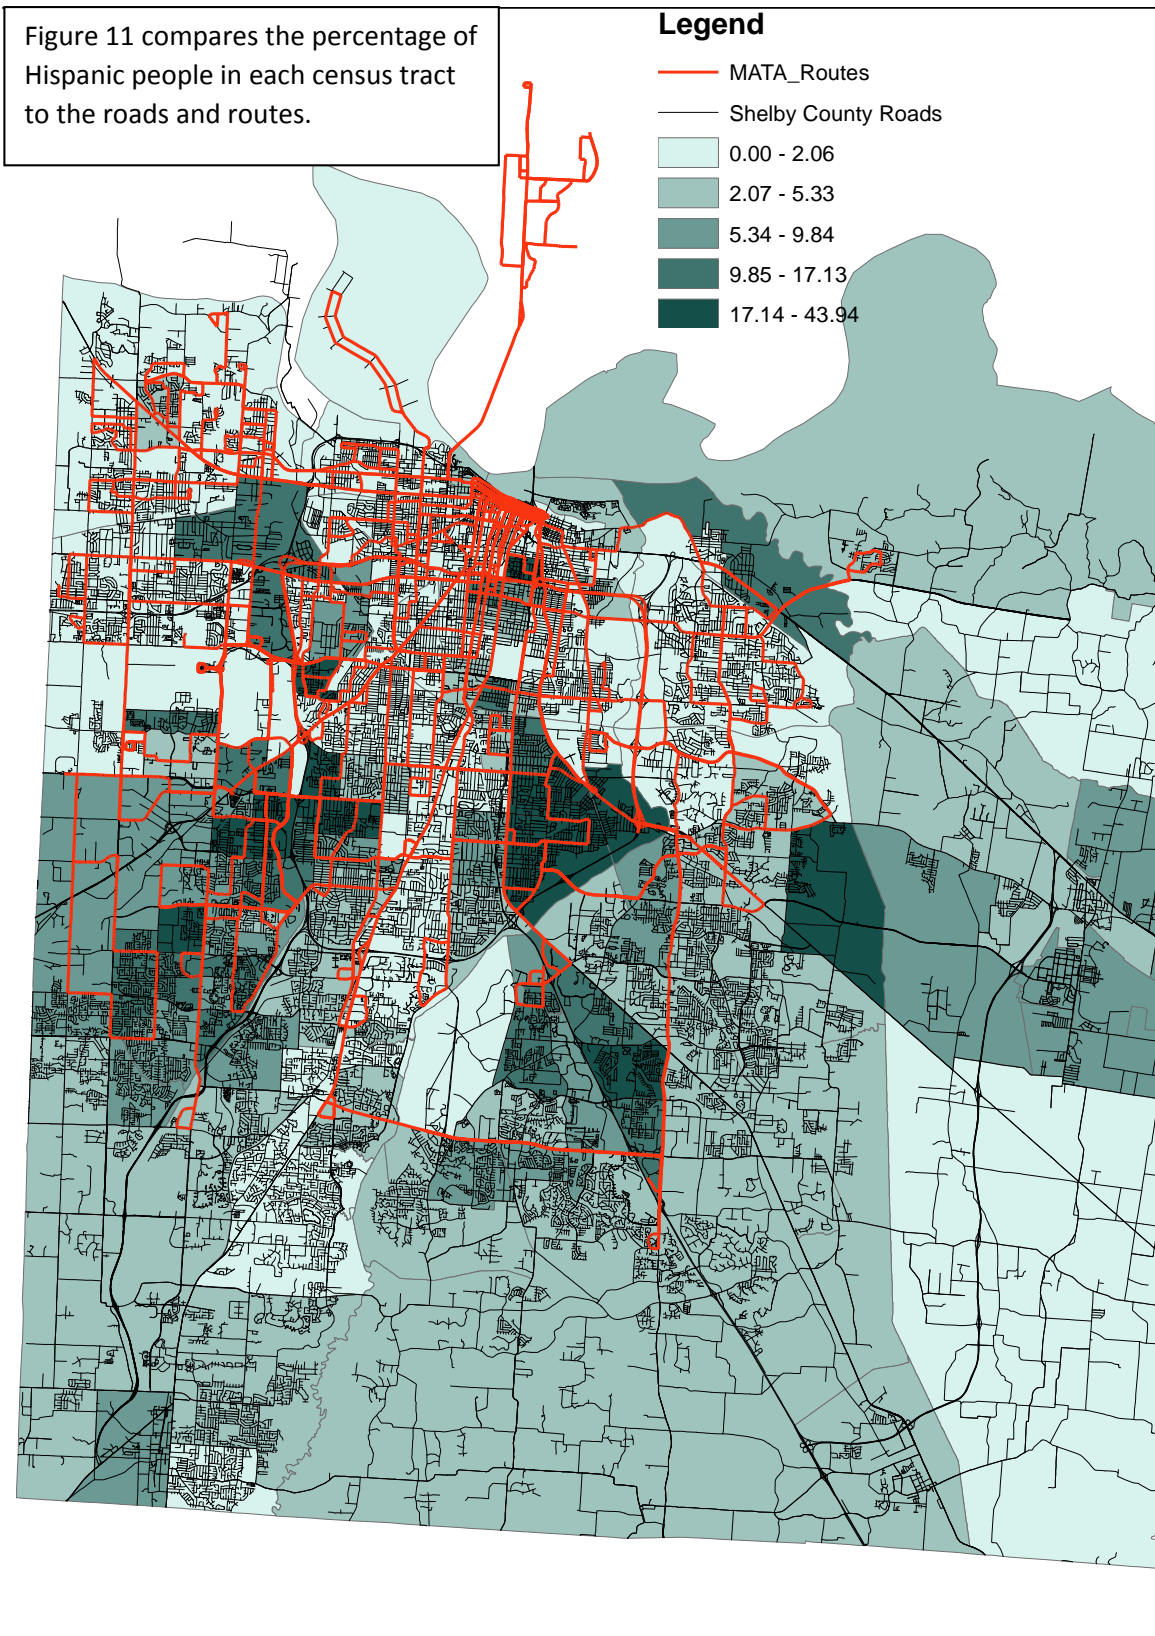 Figure 11 compares the percentage of
Hispanic people in each census tract
to the roads and routes.
Legend
MATA_Routes
Shelby County Roads
0.00 - 2.06
2.07 - 5.33
5.34 - 9.84
9.85 - 17.13
17.14 - 43.94